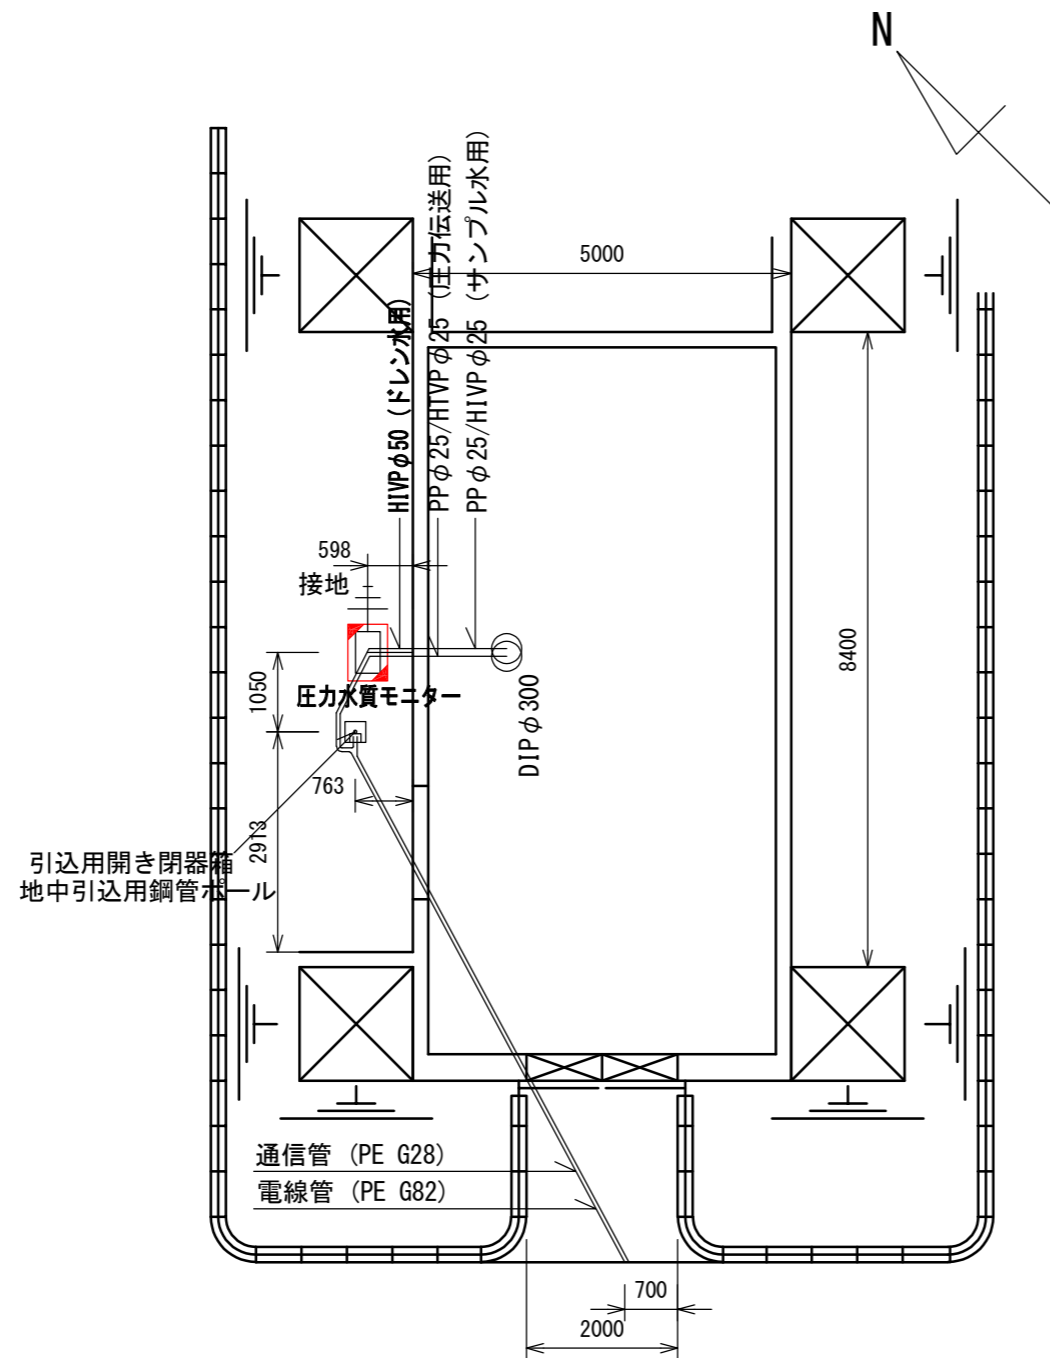 N
5000
HIVPφ50 (ドレン水用)
PPφ25/HTVPφ25 (圧力伝送用)
PPφ25/HIVPφ25 (サンプル水用)
598
接地
8400
1050
圧力水質モニター
DIPφ300
763
2913
引込用開き閉器箱
地中引込用鋼管ポール
通信管 (PE G28)
電線管 (PE G82)
700
2000